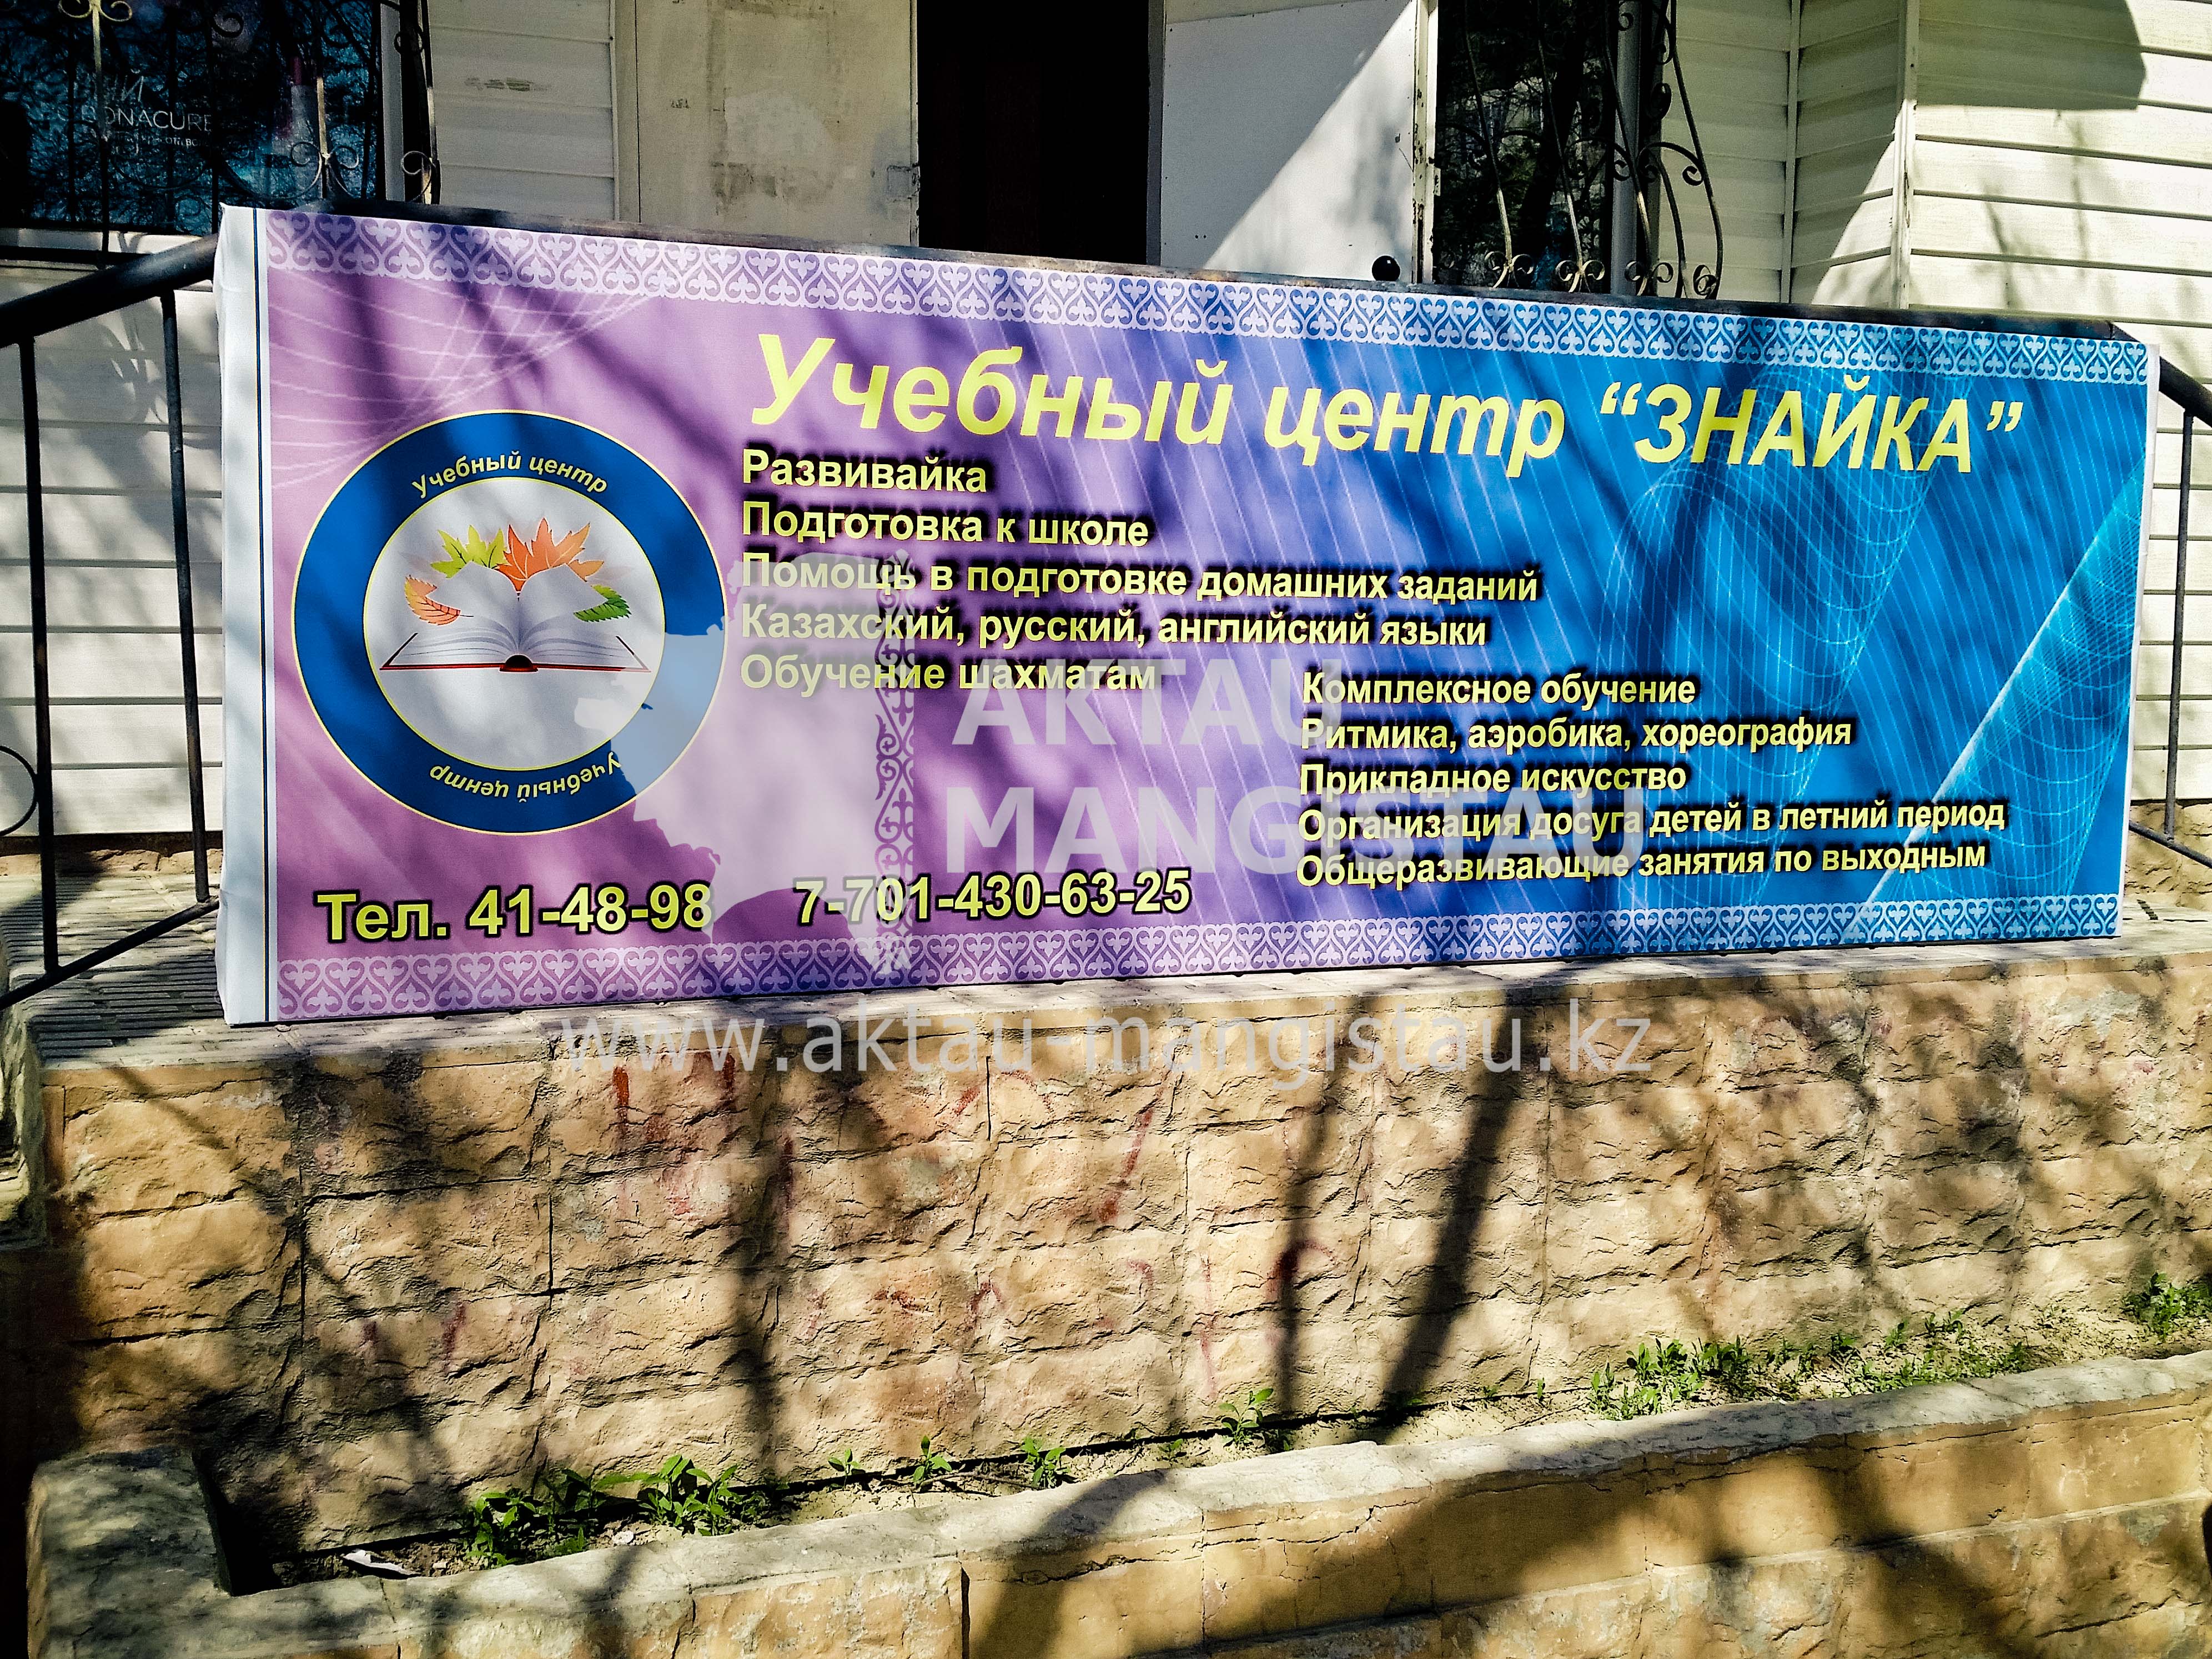 BONACURE
Учебный центр “ЗНАЙКА”
Учебный центр
Учебный центр
Развивайка
Подготовка к школе
Помощь в подготовке домашних заданий
Казахский, русский, английский языки
Обучение шахматам
Комплексное обучение
Ритмика, аэробика, хореография
Прикладное искусство
Организация досуга детей в летний период
Общеразвивающие занятия по выходным
Тел. 41-48-98 7-701-430-63-25
AKTAU
MANGISTAU
www.aktau-mangistau.kz